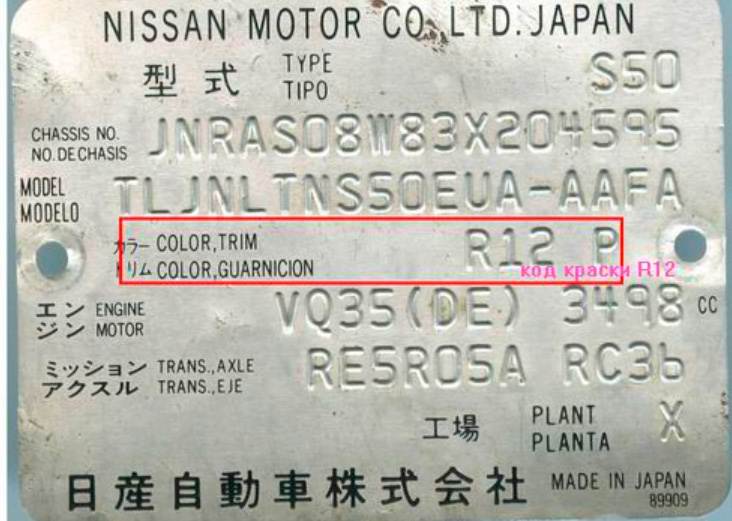 NISSAN MOTOR CO., LTD. JAPAN
型式 TYPE S50
TIPO
CHASSIS NO. JNRAS08W83X204595
NO. DE CHASIS
MODEL TLJNLTNS50EUA-AAFA
MODELO
カラー COLOR,TRIM R12 P
トリム COLOR,GUARNICION
код краски R12
エンジン ENGINE VQ35(DE) 3498 CC
MOTOR
ミッション TRANS.,AXLE RE5R05A RC36
アクスル TRANS.,EJE
工場 PLANT X
PLANTA
日産自動車株式会社 MADE IN JAPAN
89909